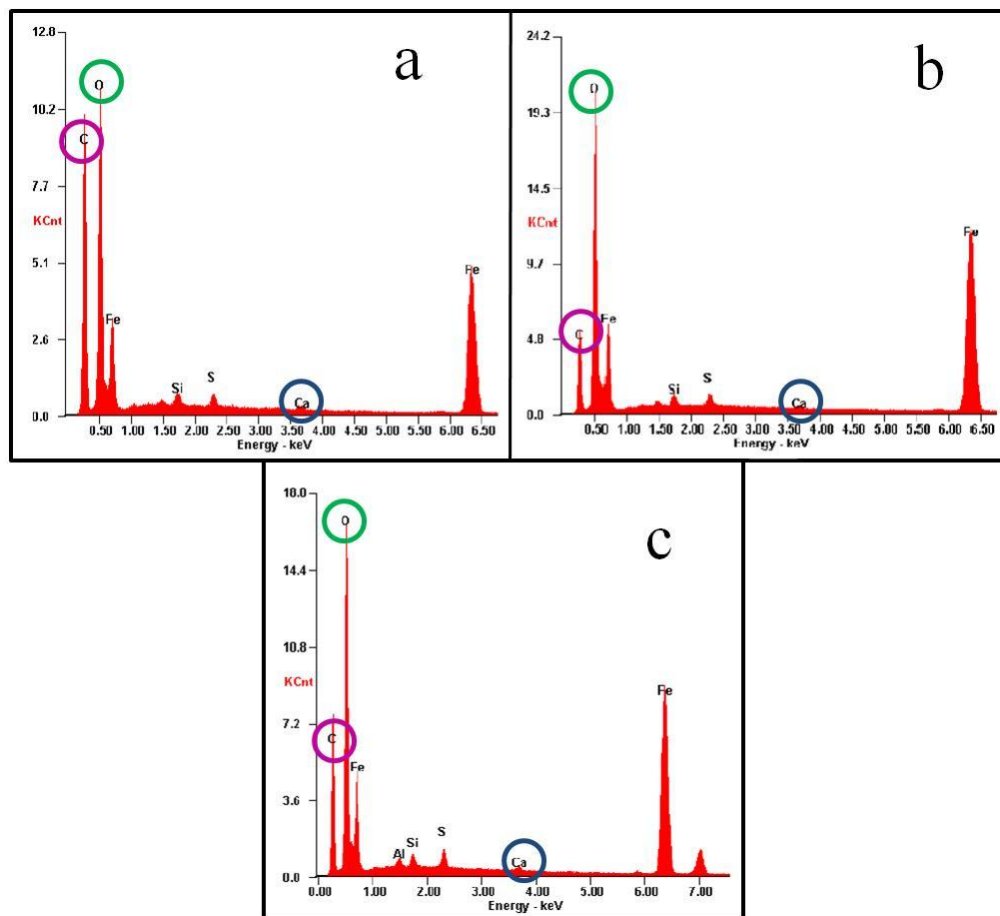 a
12.8
10.2
7.7
KCnt
5.1
2.6
0.0
O
C
Fe
Si
S
Ca
Fe
0.50 1.00 1.50 2.00 2.50 3.00 3.50 4.00 4.50 5.00 5.50 6.00 6.50
Energy - keV
b
24.2
19.3
14.5
KCnt
9.7
4.8
0.0
O
C
Fe
Si
S
Ca
Fe
0.50 1.00 1.50 2.00 2.50 3.00 3.50 4.00 4.50 5.00 5.50 6.00 6.50
Energy - keV
c
18.0
14.4
10.8
KCnt
7.2
3.6
0.0
O
C
Fe
Al
Si
S
Ca
Fe
0.00 1.00 2.00 3.00 4.00 5.00 6.00 7.00
Energy - keV